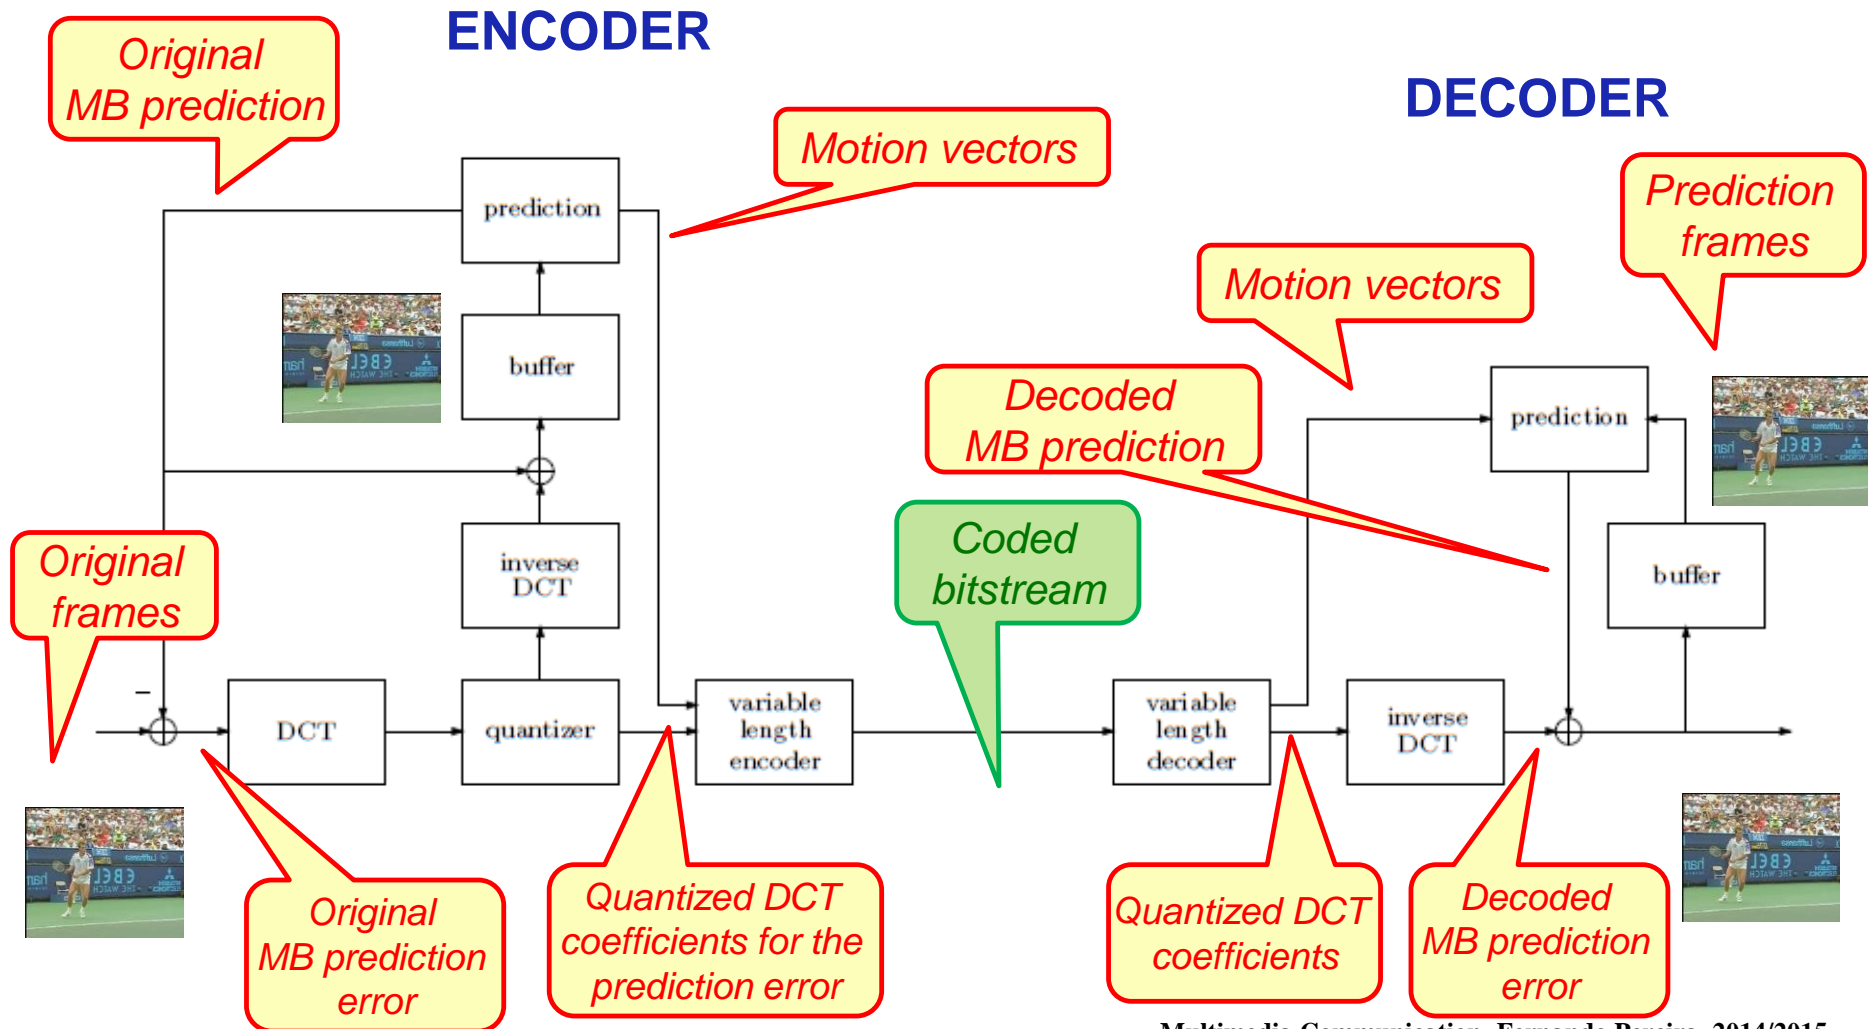 ENCODER
DECODER
Original
MB prediction
Motion vectors
Prediction
frames
prediction
Motion vectors
buffer
Decoded
MB prediction
prediction
Original
frames
inverse
DCT
Coded
bitstream
buffer
–
DCT
quantizer
variable
length
encoder
variable
length
decoder
inverse
DCT
Original
MB prediction
error
Quantized DCT
coefficients for the
prediction error
Quantized DCT
coefficients
Decoded
MB prediction
error